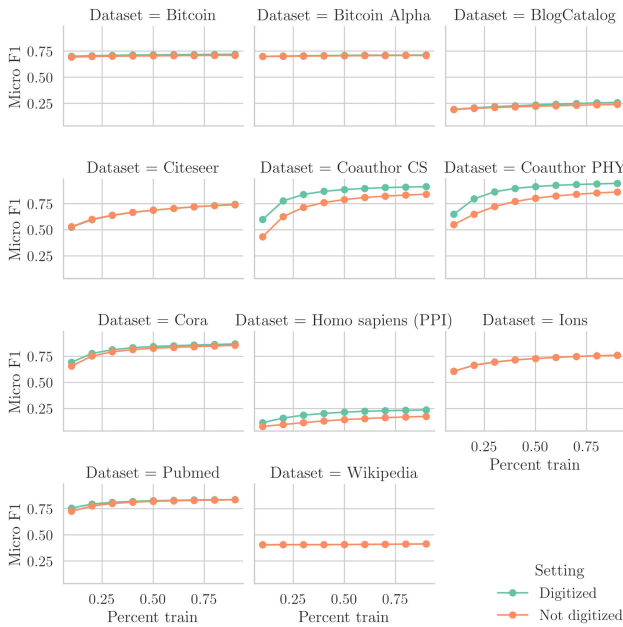 Dataset = Bitcoin
Dataset = Bitcoin Alpha
Dataset = BlogCatalog
Micro F1
0.75
0.50
0.25
Dataset = Citeseer
Dataset = Coauthor CS
Dataset = Coauthor PHY
Micro F1
0.75
0.50
0.25
Dataset = Cora
Dataset = Homo sapiens (PPI)
Dataset = Ions
Micro F1
0.75
0.50
0.25
0.25 0.50 0.75
Percent train
Dataset = Pubmed
Dataset = Wikipedia
Micro F1
0.75
0.50
0.25
0.25 0.50 0.75
Percent train
0.25 0.50 0.75
Percent train
Setting
Digitized
Not digitized